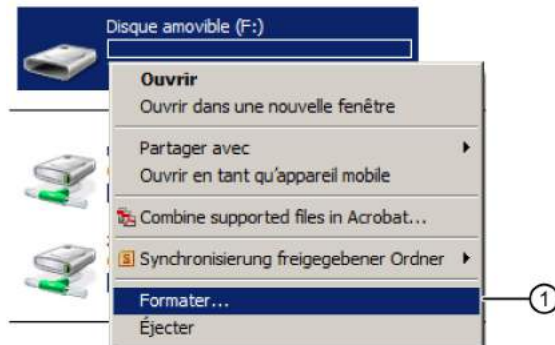 Disque amovible (F:)
Ouvrir
Ouvrir dans une nouvelle fenêtre
Partager avec
Ouvrir en tant qu'appareil mobile
Combine supported files in Acrobat...
S Synchronisierung freigegebener Ordner
Formater...
1
Éjecter